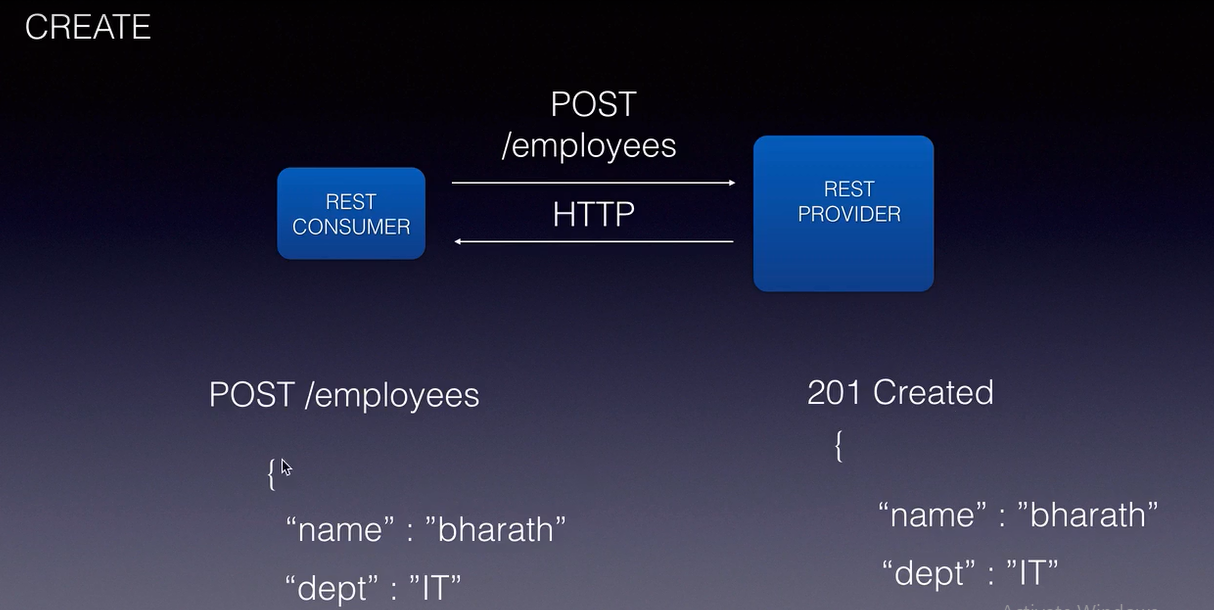 CREATE
POST
/employees
HTTP
REST
CONSUMER
REST
PROVIDER
POST /employees
{
“name” : ”bharath”
“dept” : ”IT”
201 Created
{
“name” : ”bharath”
“dept” : ”IT”
Activate Windows